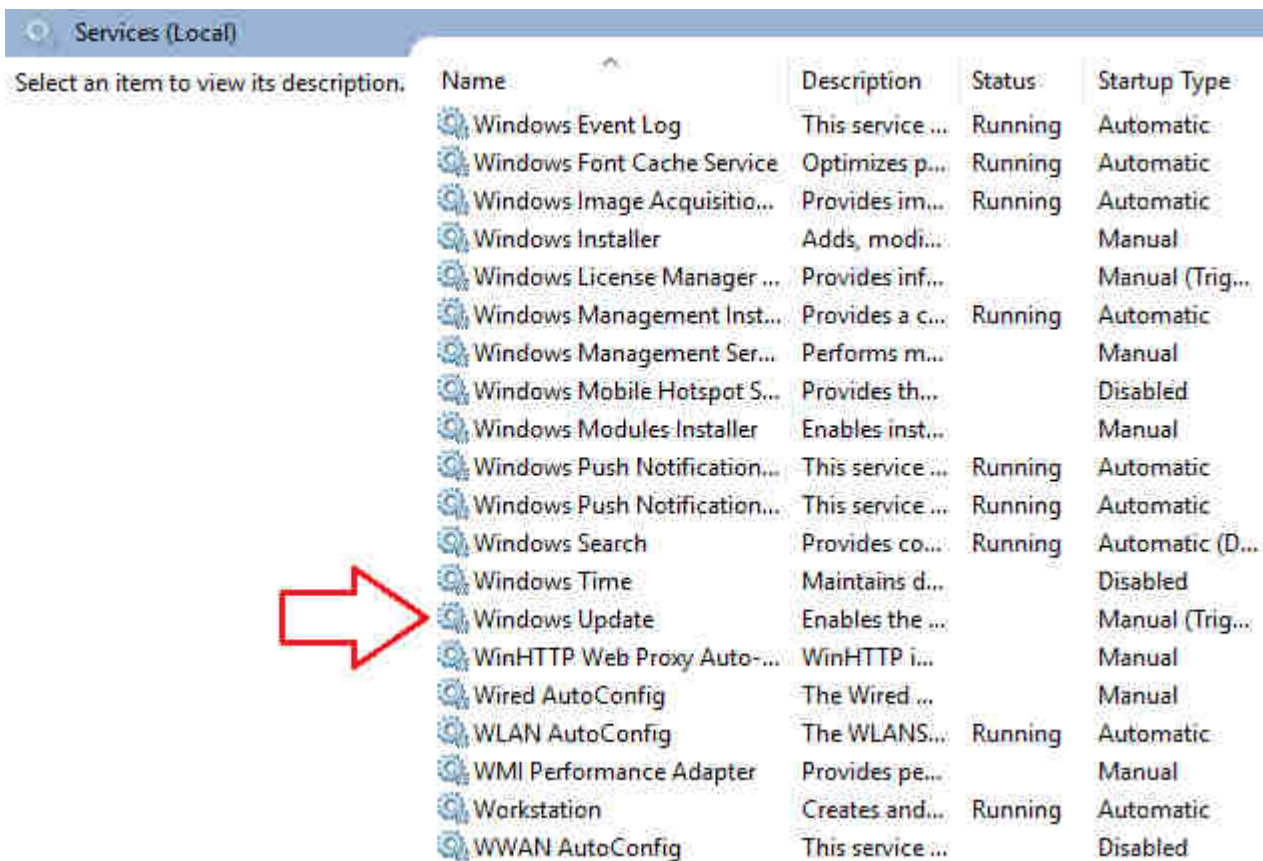 Services (Local)
Select an item to view its description.
Name Description Status Startup Type
Windows Event Log This service ... Running Automatic
Windows Font Cache Service Optimizes p... Running Automatic
Windows Image Acquisitio... Provides im... Running Automatic
Windows Installer Adds, modi... Manual
Windows License Manager ... Provides inf... Manual (Trig...
Windows Management Inst... Provides a c... Running Automatic
Windows Management Ser... Performs m... Manual
Windows Mobile Hotspot S... Provides th... Disabled
Windows Modules Installer Enables inst... Manual
Windows Push Notification... This service ... Running Automatic
Windows Push Notification... This service ... Running Automatic
Windows Search Provides co... Running Automatic (D...
Windows Time Maintains d... Disabled
Windows Update Enables the ... Manual (Trig...
WinHTTP Web Proxy Auto-... WinHTTP i... Manual
Wired AutoConfig The Wired ... Manual
WLAN AutoConfig The WLANS... Running Automatic
WMI Performance Adapter Provides pe... Manual
Workstation Creates and... Running Automatic
WWAN AutoConfig This service ... Disabled